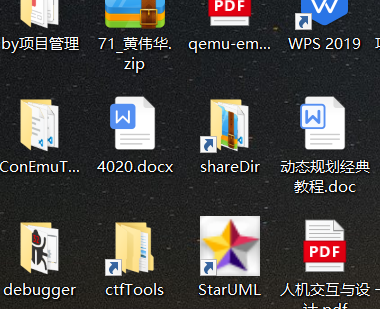 by项目管理
71_黄伟华.
zip
PDF
qemu-em...
W
WPS 2019
ConEmuT...
W
4020.docx
shareDir
W
动态规划经典
教程.doc
debugger
ctfTools
StarUML
PDF
人机交互与设
计.pdf